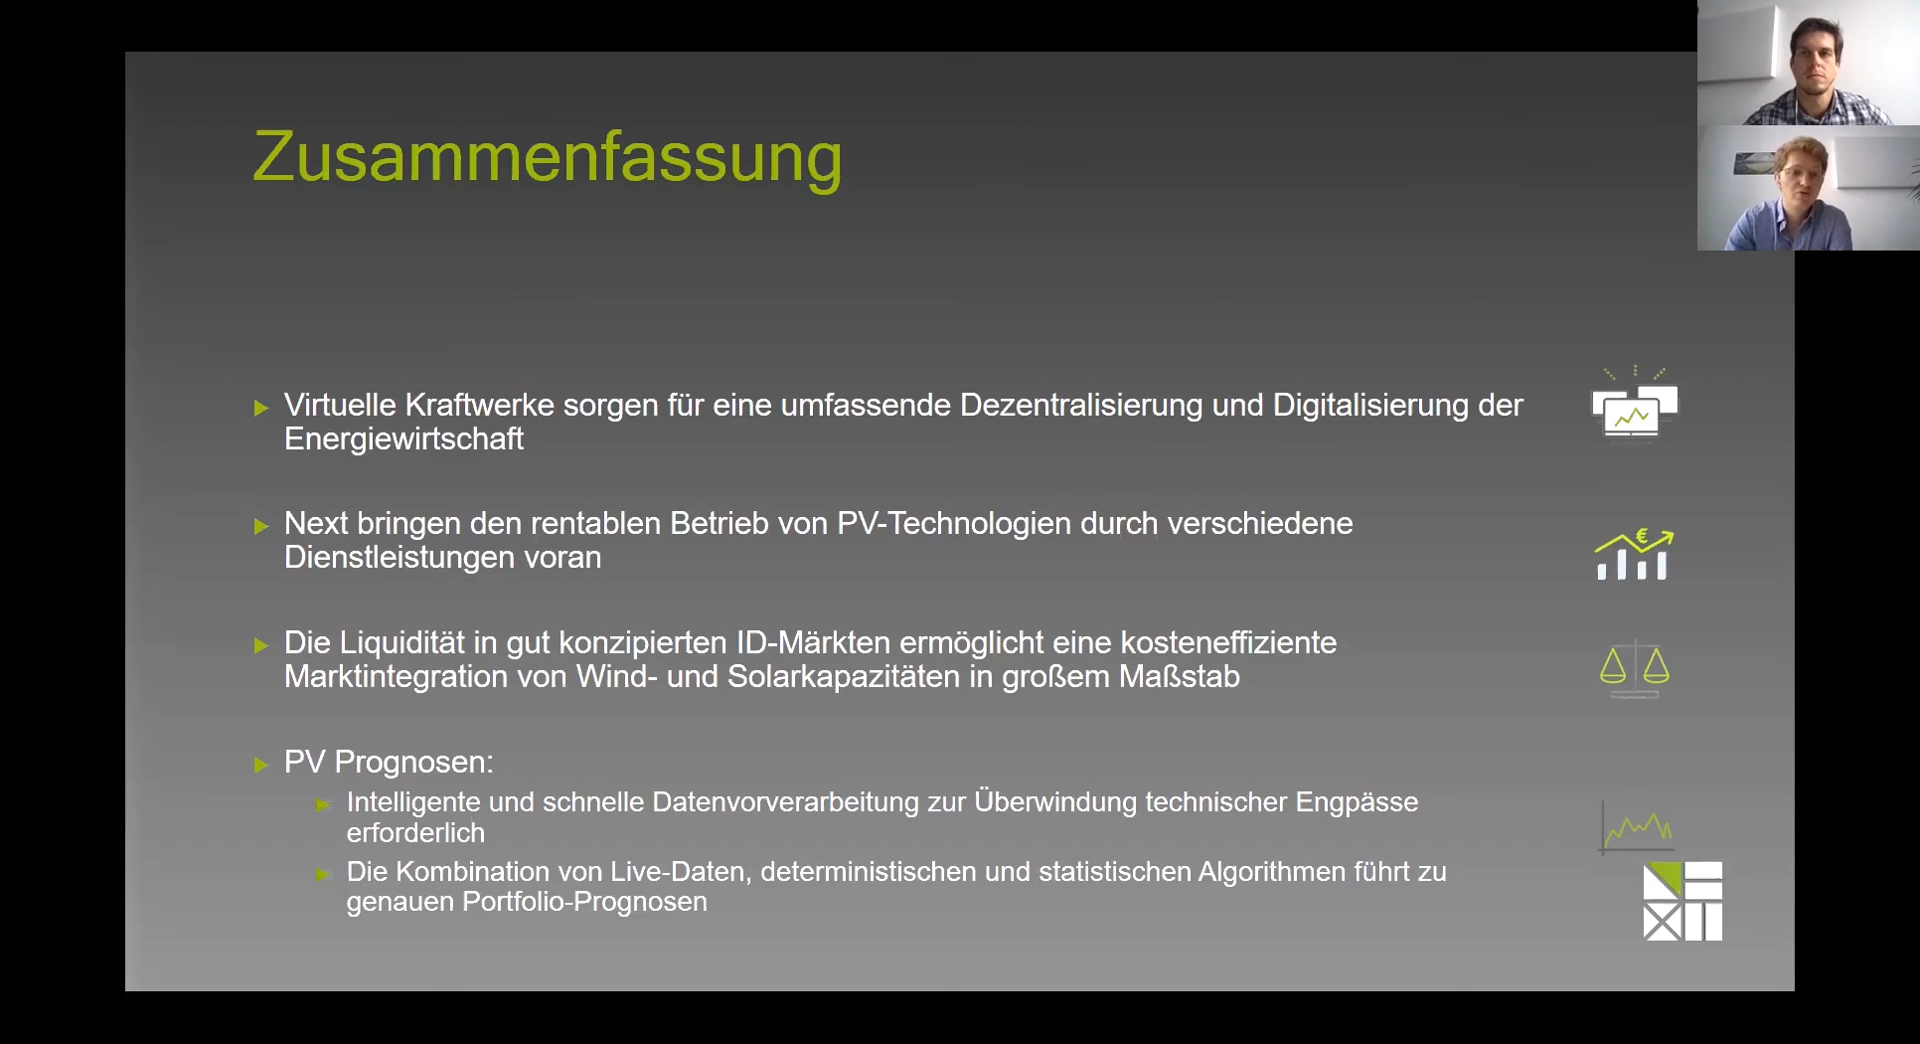 Zusammenfassung
Virtuelle Kraftwerke sorgen für eine umfassende Dezentralisierung und Digitalisierung der
Energiewirtschaft
Next bringen den rentablen Betrieb von PV-Technologien durch verschiedene
Dienstleistungen voran
€
Die Liquidität in gut konzipierten ID-Märkten ermöglicht eine kosteneffiziente
Marktintegration von Wind- und Solarkapazitäten in großem Maßstab
PV Prognosen:
Intelligente und schnelle Datenvorverarbeitung zur Überwindung technischer Engpässe
erforderlich
Die Kombination von Live-Daten, deterministischen und statistischen Algorithmen führt zu
genauen Portfolio-Prognosen
NEXT